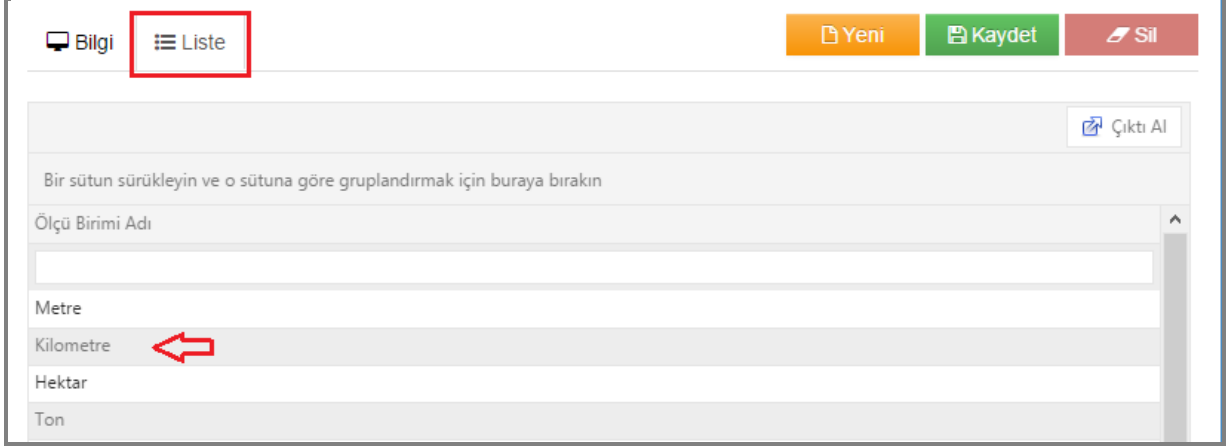 Bilgi Liste Yeni Kaydet Sil
Çıktı Al
Bir sütun sürükleyin ve o sütuna göre gruplandırmak için buraya bırakın
Ölçü Birimi Adı
Metre
Kilometre
Hektar
Ton